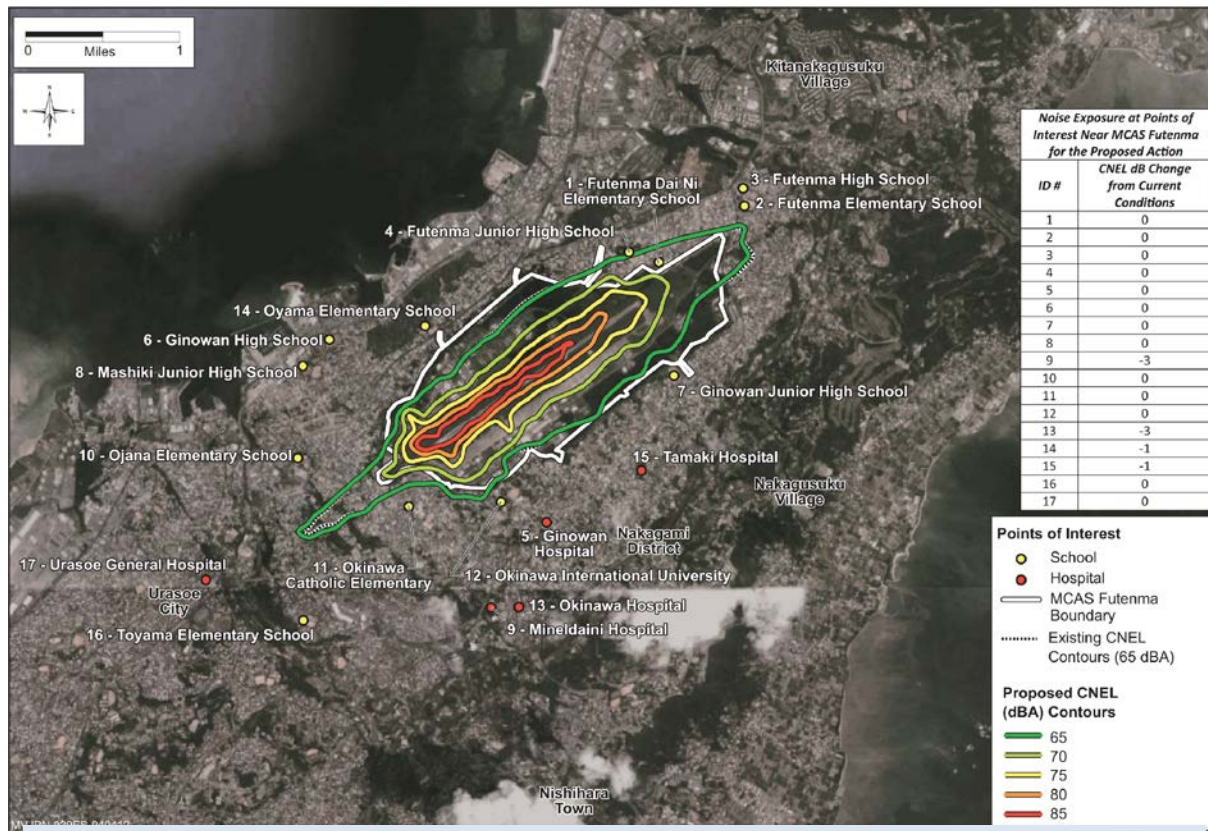 0
1
Miles
N
W
E
S
Kitanakagusuku
Village
1 - Futenma Dai Ni
Elementary School
3 - Futenma High School
2 - Futenma Elementary School
4 - Futenma Junior High School
14 - Oyama Elementary School
6 - Ginowan High School
8 - Mashiki Junior High School
7 - Ginowan Junior High School
10 - Ojana Elementary School
15 - Tamaki Hospital
Nakagusuku
Village
5 - Ginowan
Hospital
Nakagami
District
11 - Okinawa
Catholic Elementary
12 - Okinawa International University
17 - Urasoe General Hospital
Urasoe
City
13 - Okinawa Hospital
9 - Mineldaini Hospital
16 - Toyama Elementary School
Nishihara
Town
Noise Exposure at Points of
Interest Near MCAS Futenma
for the Proposed Action
ID #
CNEL dB Change
from Current
Conditions
1 0
2 0
3 0
4 0
5 0
6 0
7 0
8 0
9 -3
10 0
11 0
12 0
13 -3
14 -1
15 -1
16 0
17 0
Points of Interest
School
Hospital
MCAS Futenma
Boundary
Existing CNEL
Contours (65 dBA)
Proposed CNEL
(dBA) Contours
65
70
75
80
85